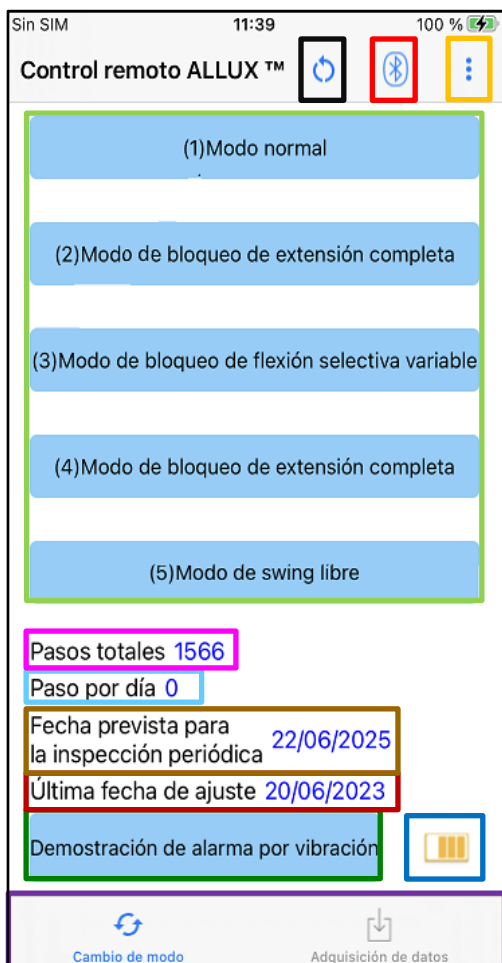 Sin SIM 11:39 100 %
Control remoto ALLUX ™
(1)Modo normal
(2)Modo de bloqueo de extensión completa
(3)Modo de bloqueo de flexión selectiva variable
(4)Modo de bloqueo de extensión completa
(5)Modo de swing libre
Pasos totales 1566
Paso por día 0
Fecha prevista para
la inspección periódica 22/06/2025
Última fecha de ajuste 20/06/2023
Demostración de alarma por vibración
Cambio de modo Adquisición de datos